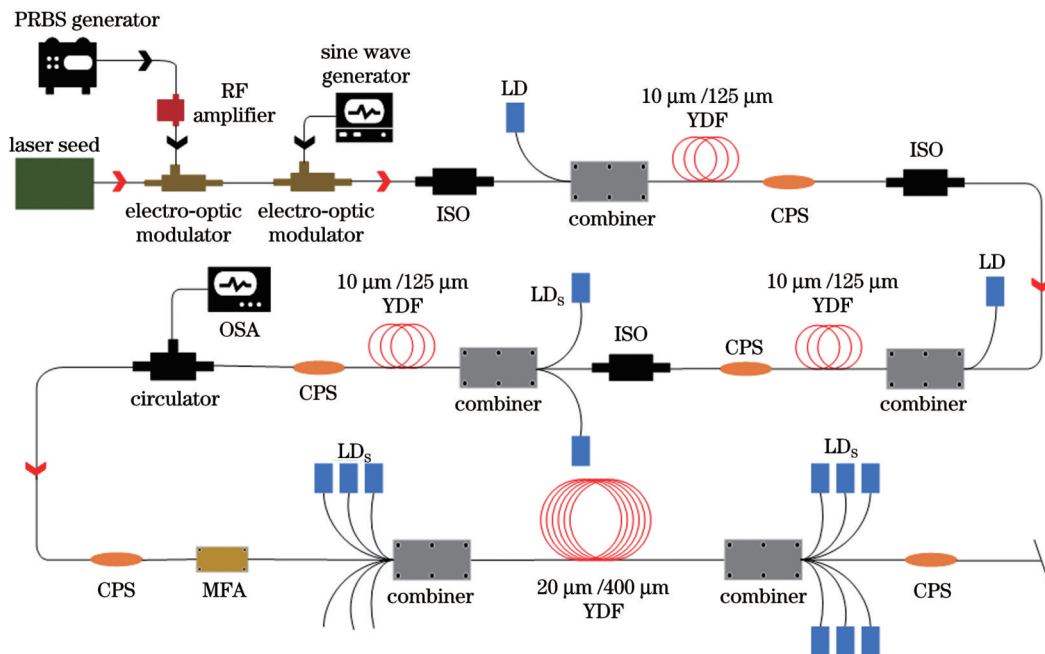 PRBS generator
sine wave
generator
RF
amplifier
LD
10 μm /125 μm
YDF
laser seed
ISO
electro-optic
modulator
electro-optic
modulator
ISO
combiner
CPS
OSA
10 μm /125 μm
YDF
LDs
ISO
10 μm /125 μm
YDF
LD
CPS
circulator
CPS
combiner
combiner
LDs
LDs
CPS
MFA
combiner
20 μm /400 μm
YDF
combiner
CPS